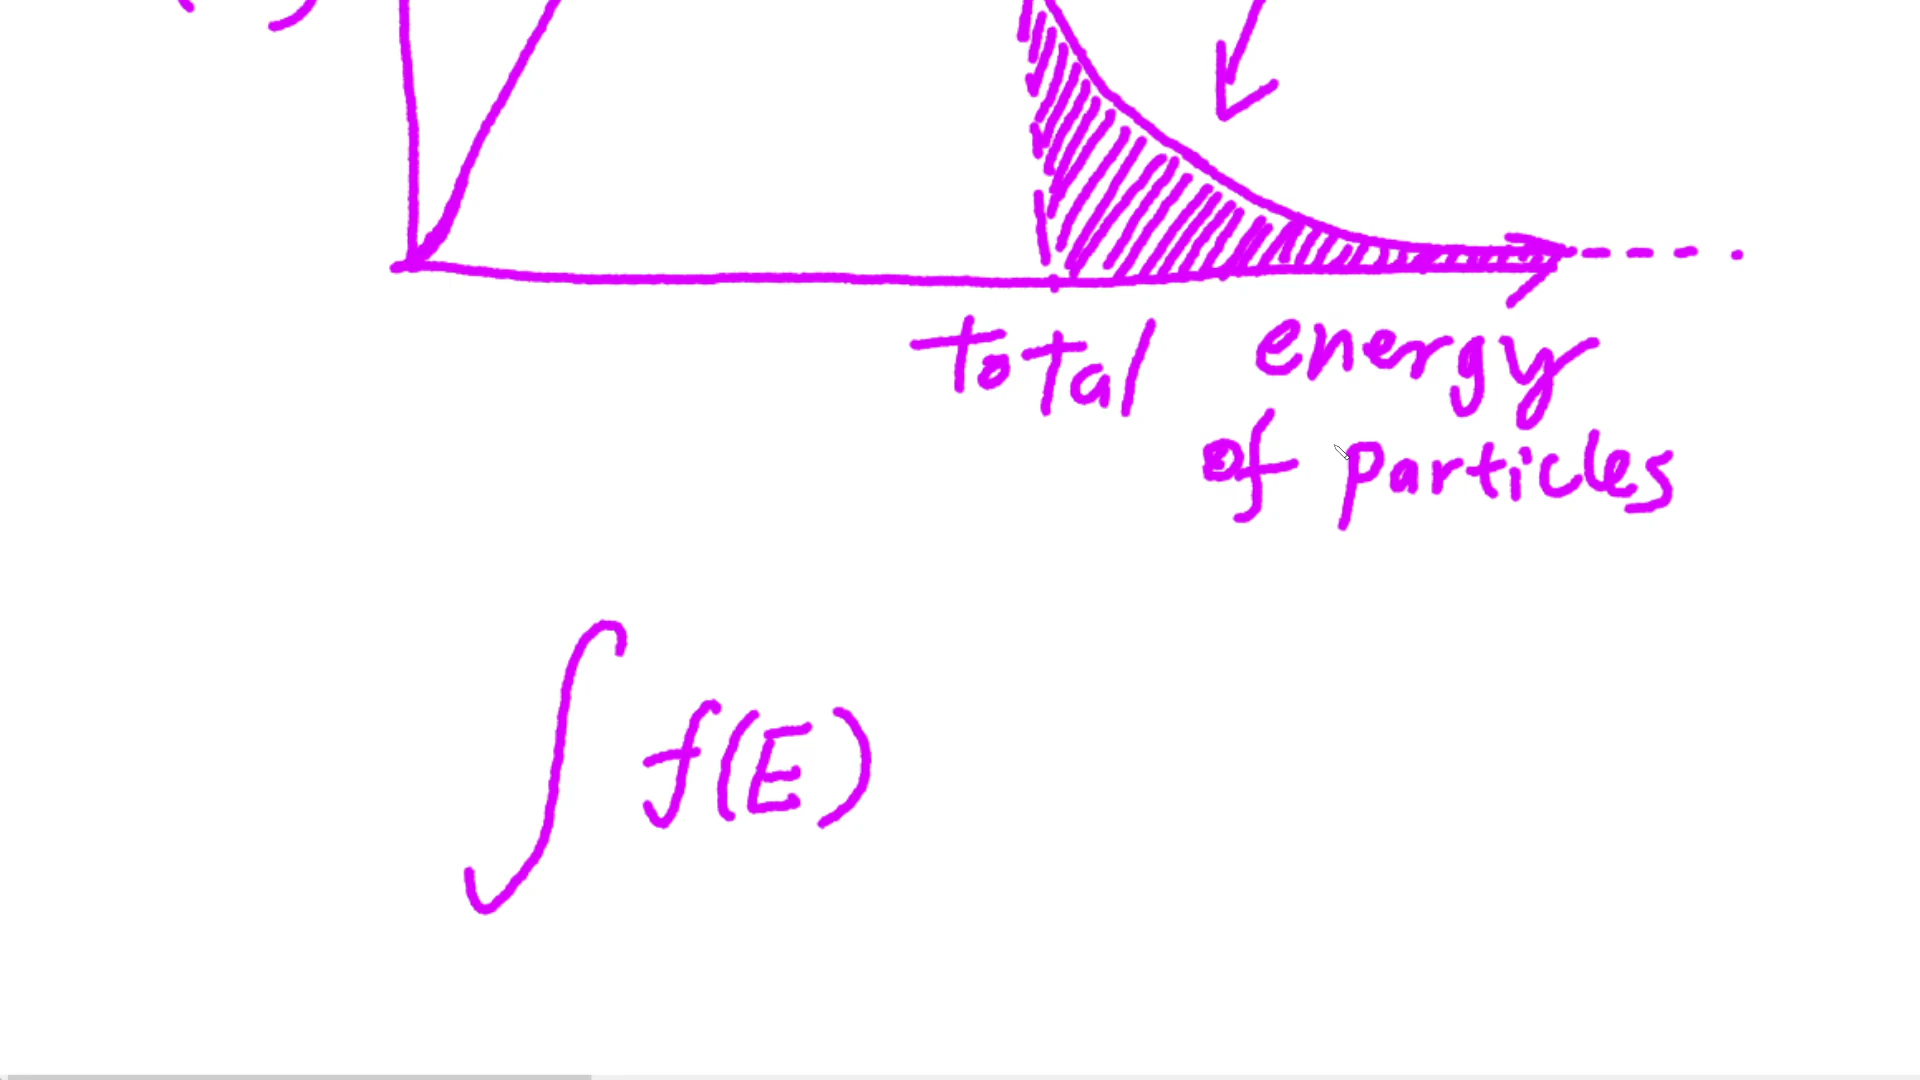 Total energy
of particles
∫ f(E)